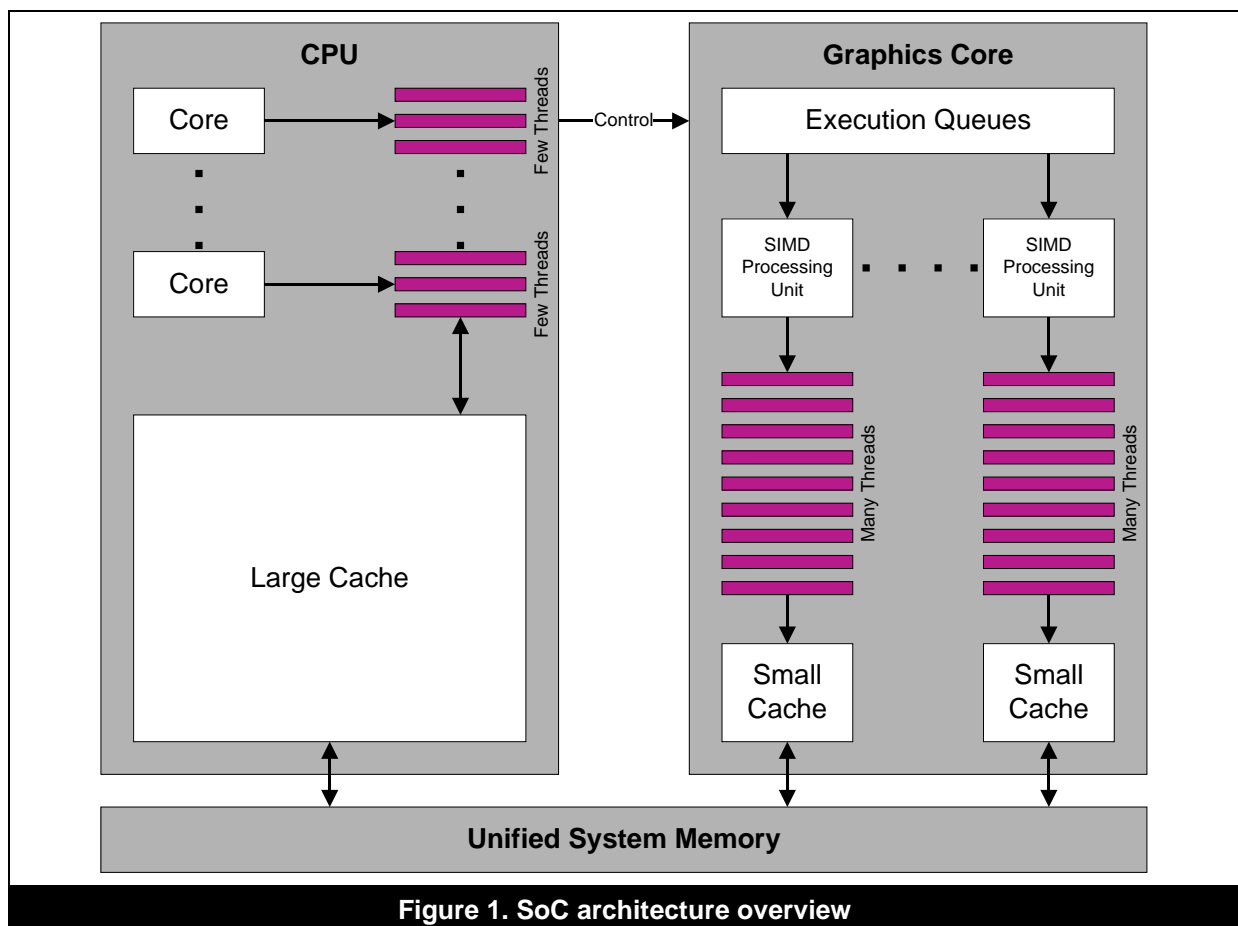 CPU
Core
Few Threads
Core
Few Threads
Large Cache
Control
Graphics Core
Execution Queues
SIMD
Processing
Unit
SIMD
Processing
Unit
Many Threads
Many Threads
Small
Cache
Small
Cache
Unified System Memory
Figure 1. SoC architecture overview